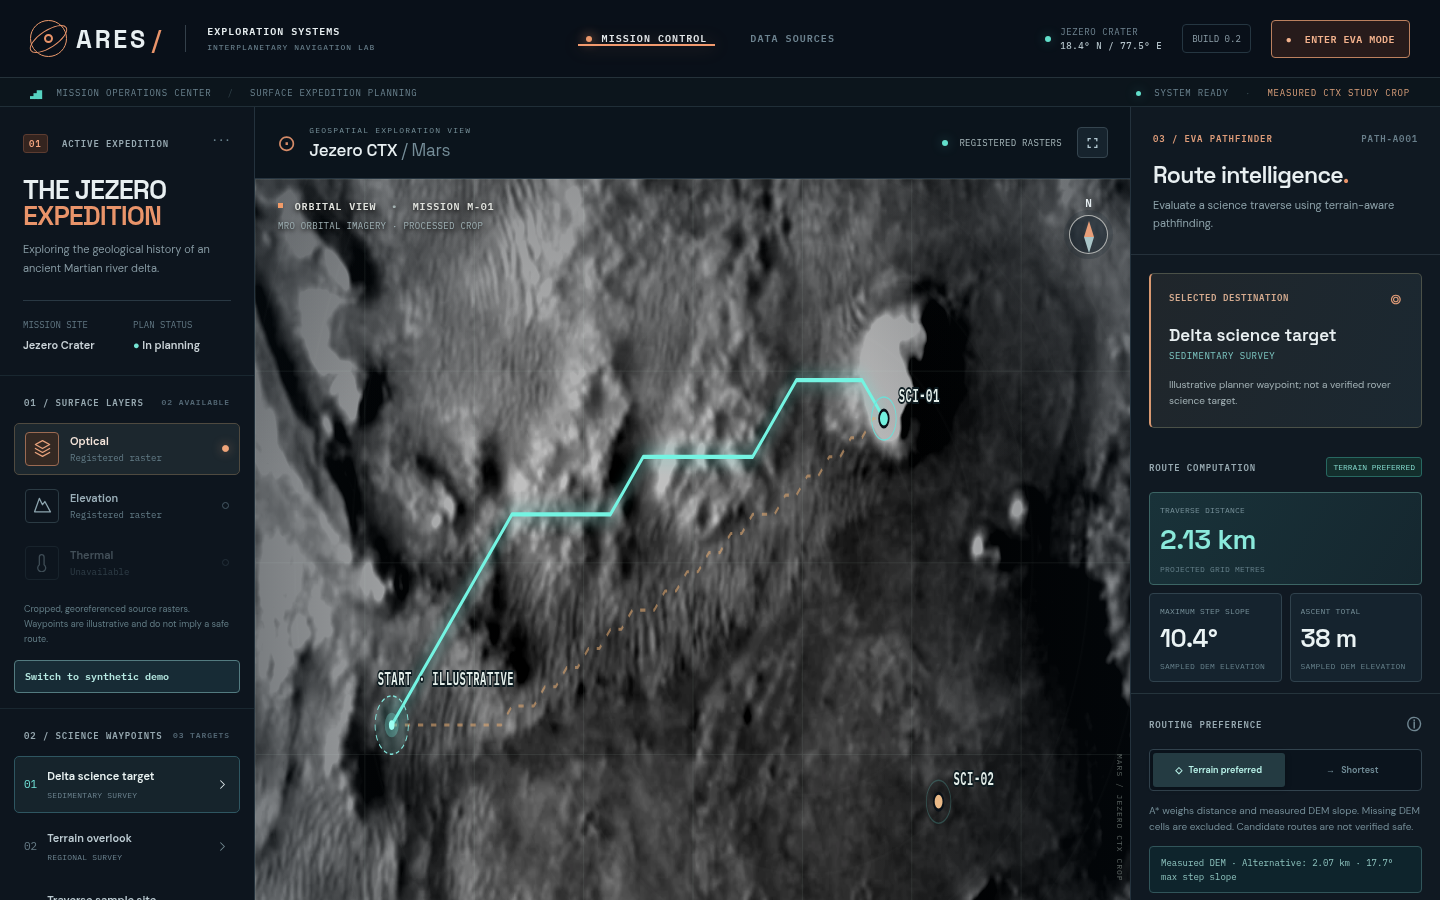 ARES/
EXPLORATION SYSTEMS
INTERPLANETARY NAVIGATION LAB
MISSION CONTROL
DATA SOURCES
JEZERO CRATER
18.4° N / 77.5° E
BUILD 0.2
ENTER EVA MODE
MISSION OPERATIONS CENTER / SURFACE EXPEDITION PLANNING
SYSTEM READY · MEASURED CTX STUDY CROP
01 ACTIVE EXPEDITION ...
THE JEZERO
EXPEDITION
Exploring the geological history of an
ancient Martian river delta.
MISSION SITE
Jezero Crater
PLAN STATUS
In planning
01 / SURFACE LAYERS 02 AVAILABLE
Optical
Registered raster
Elevation
Registered raster
Thermal
Unavailable
Cropped, georeferenced source rasters.
Waypoints are illustrative and do not imply a safe
route.
Switch to synthetic demo
02 / SCIENCE WAYPOINTS 03 TARGETS
01 Delta science target
SEDIMENTARY SURVEY
02 Terrain overlook
REGIONAL SURVEY
Traverse sample site
GEOSPATIAL EXPLORATION VIEW
Jezero CTX / Mars
REGISTERED RASTERS
ORBITAL VIEW • MISSION M-01
MRO ORBITAL IMAGERY · PROCESSED CROP
N
SCI-01
START · ILLUSTRATIVE
SCI-02
MARS / JEZERO CTX CROP
03 / EVA PATHFINDER PATH-A001
Route intelligence.
Evaluate a science traverse using terrain-aware
pathfinding.
SELECTED DESTINATION
Delta science target
SEDIMENTARY SURVEY
Illustrative planner waypoint; not a verified rover
science target.
ROUTE COMPUTATION TERRAIN PREFERRED
TRAVERSE DISTANCE
2.13 km
PROJECTED GRID METRES
MAXIMUM STEP SLOPE
10.4°
SAMPLED DEM ELEVATION
ASCENT TOTAL
38 m
SAMPLED DEM ELEVATION
ROUTING PREFERENCE
◇ Terrain preferred
→ Shortest
A* weighs distance and measured DEM slope. Missing DEM
cells are excluded. Candidate routes are not verified safe.
Measured DEM · Alternative: 2.07 km · 17.7°
max step slope